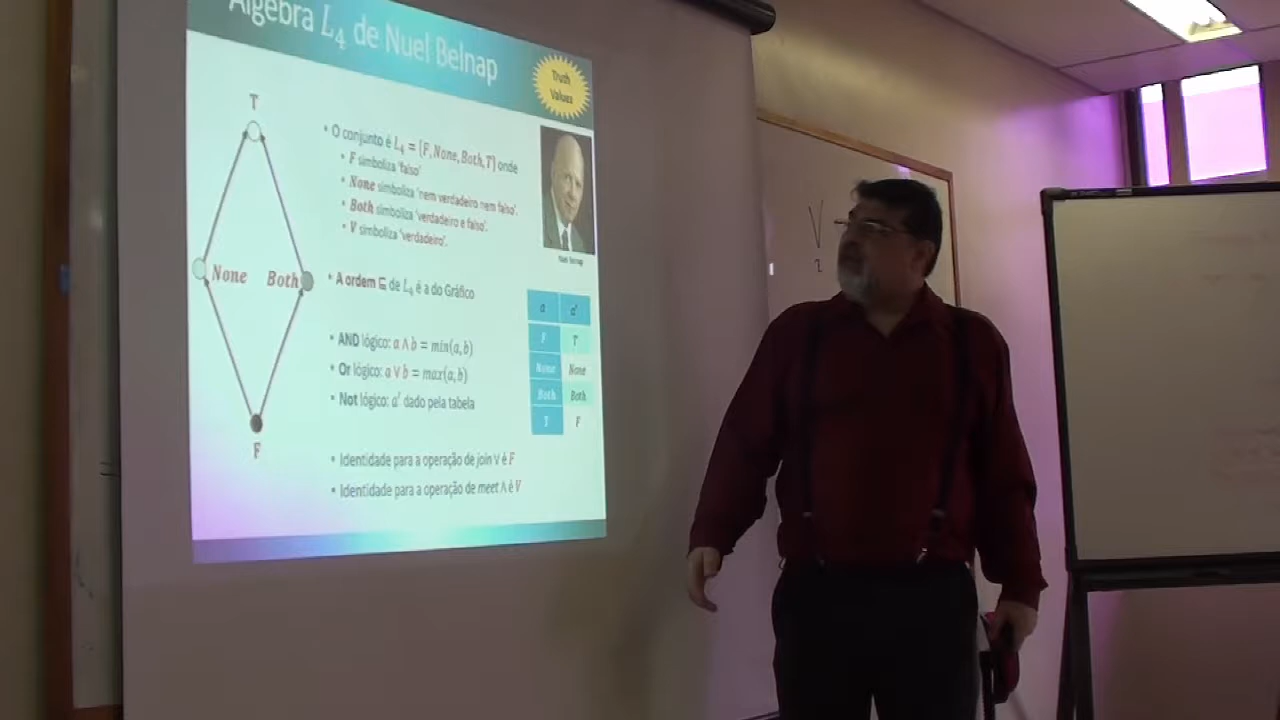 Álgebra L₄ de Nuel Belnap
Truth
Values
T
None
Both
F
• O conjunto é L₄ = {F, None, Both, T} onde
• F simboliza 'falso'
• None simboliza 'nem verdadeiro nem falso'.
• Both simboliza 'verdadeiro e falso'.
• V simboliza 'verdadeiro'.
Nuel Belnap
• A ordem ⊑ de L₄ é a do Gráfico
• AND lógico: a ∧ b = min(a, b)
• Or lógico: a ∨ b = max(a, b)
• Not lógico: a' dado pela tabela
a a'
F T
None None
Both Both
T F
• Identidade para a operação de join ∨ é F
• Identidade para a operação de meet ∧ é V
V